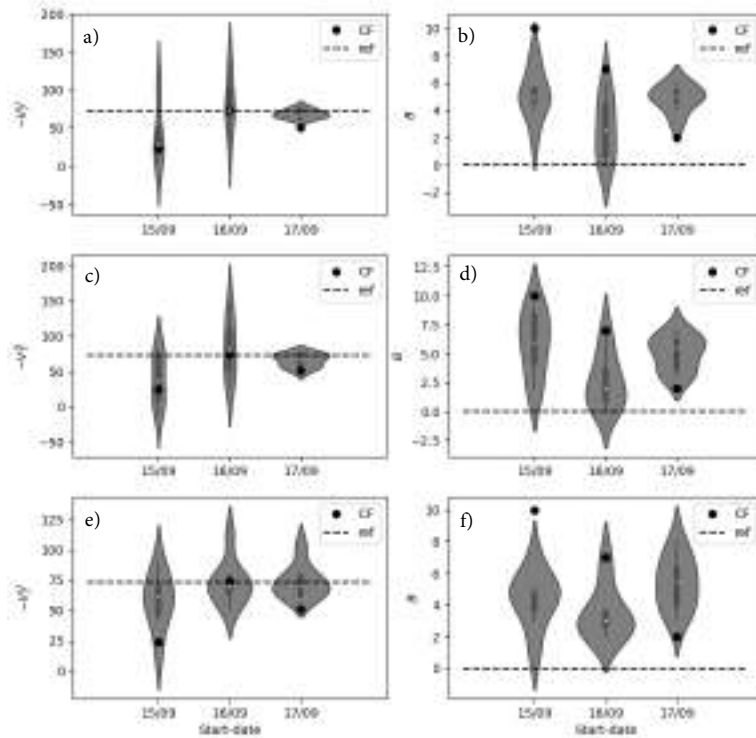 a)
200
150
100
50
0
−50
CF
ref
15/09
16/09
17/09
b)
10
8
6
4
2
0
−2
CF
ref
15/09
16/09
17/09
c)
200
150
100
50
0
−50
CF
ref
15/09
16/09
17/09
d)
12.5
10.0
7.5
5.0
2.5
0.0
−2.5
CF
ref
15/09
16/09
17/09
e)
125
100
75
50
25
0
CF
ref
15/09
16/09
17/09
Start-date
f)
10
8
6
4
2
0
CF
ref
15/09
16/09
17/09
Start-date